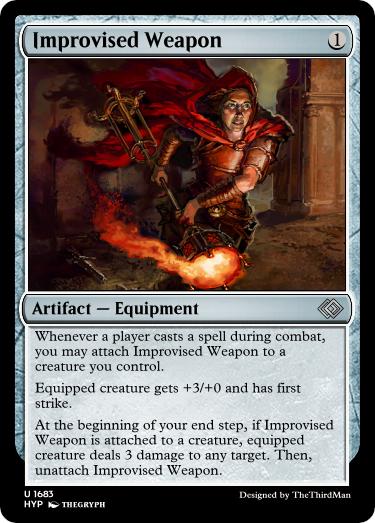 Improvised Weapon 1
Artifact — Equipment
Whenever a player casts a spell during combat,
you may attach Improvised Weapon to a
creature you control.
Equipped creature gets +3/+0 and has first
strike.
At the beginning of your end step, if Improvised
Weapon is attached to a creature, equipped
creature deals 3 damage to any target. Then,
unattach Improvised Weapon.
U 1683
HYP THEGRYPH
Designed by TheThirdMan